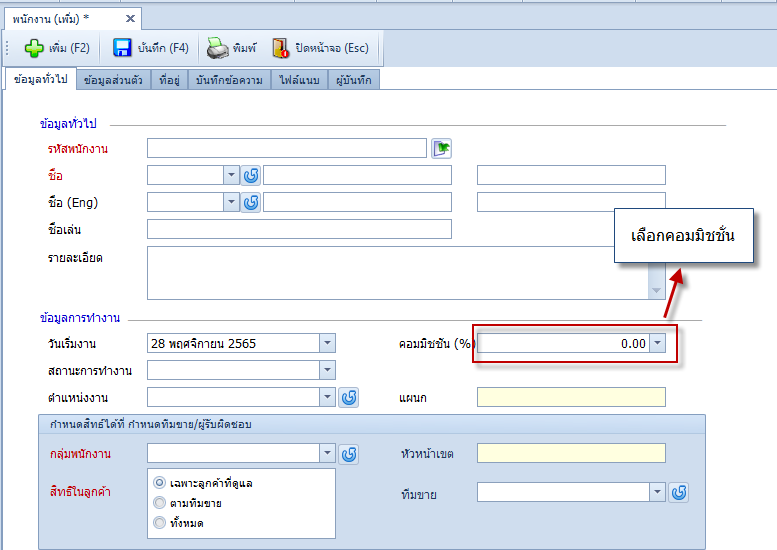 พนักงาน (เพิ่ม) *
เพิ่ม (F2) บันทึก (F4) พิมพ์ ปิดหน้าจอ (Esc)
ข้อมูลทั่วไป ข้อมูลส่วนตัว ที่อยู่ บันทึกข้อความ ไฟล์แนบ ผู้บันทึก
ข้อมูลทั่วไป
รหัสพนักงาน
ชื่อ
ชื่อ (Eng)
ชื่อเล่น
เลือกคอมมิชชั่น
รายละเอียด
ข้อมูลการทำงาน
วันเริ่มงาน 28 พฤศจิกายน 2565 คอมมิชชัน (%) 0.00
สถานะการทำงาน
ตำแหน่งงาน แผนก
กำหนดสิทธ์ได้ที่ กำหนดทีมขาย/ผู้รับผิดชอบ
กลุ่มพนักงาน หัวหน้าเขต
สิทธิในลูกค้า เฉพาะลูกค้าที่ดูแล ทีมขาย
ตามทีมขาย
ทั้งหมด